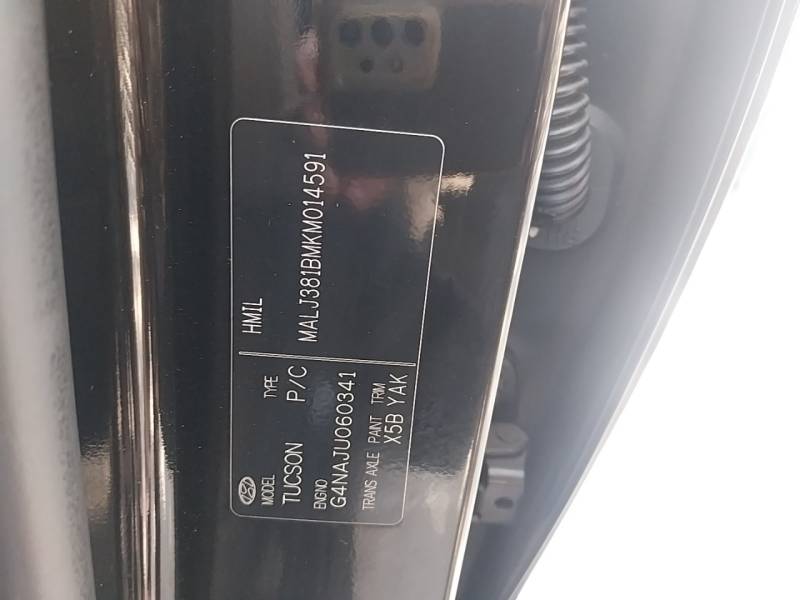 MODEL TYPE HMIL
TUCSON P/C
ENGNO MALJ381BMKM014591
G4NAJU060341
TRANS AXLE PAINT TRIM
X5B YAK